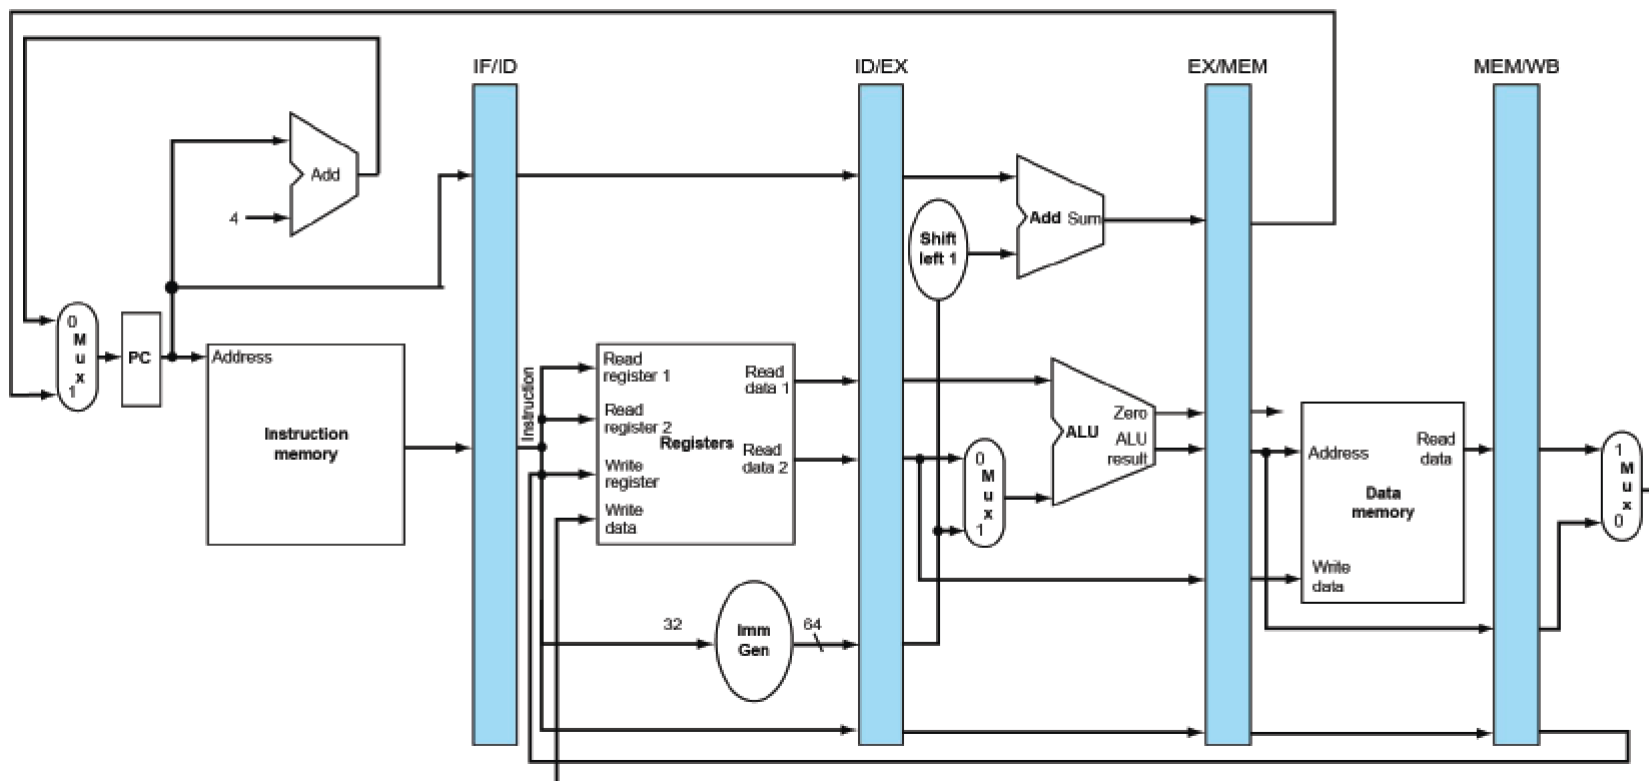 IF/ID
ID/EX
EX/MEM
MEM/WB
Add
4
Shift
left 1
Add Sum
0
M
u
x
1
PC
Address
Instruction
memory
Instruction
Read
register 1
Read
register 2
Registers
Write
register
Write
data
Read
data 1
Read
data 2
0
M
u
x
1
Zero
ALU
ALU
result
Address
Read
data
Data
memory
Write
data
1
M
u
x
0
32
Imm
Gen
64